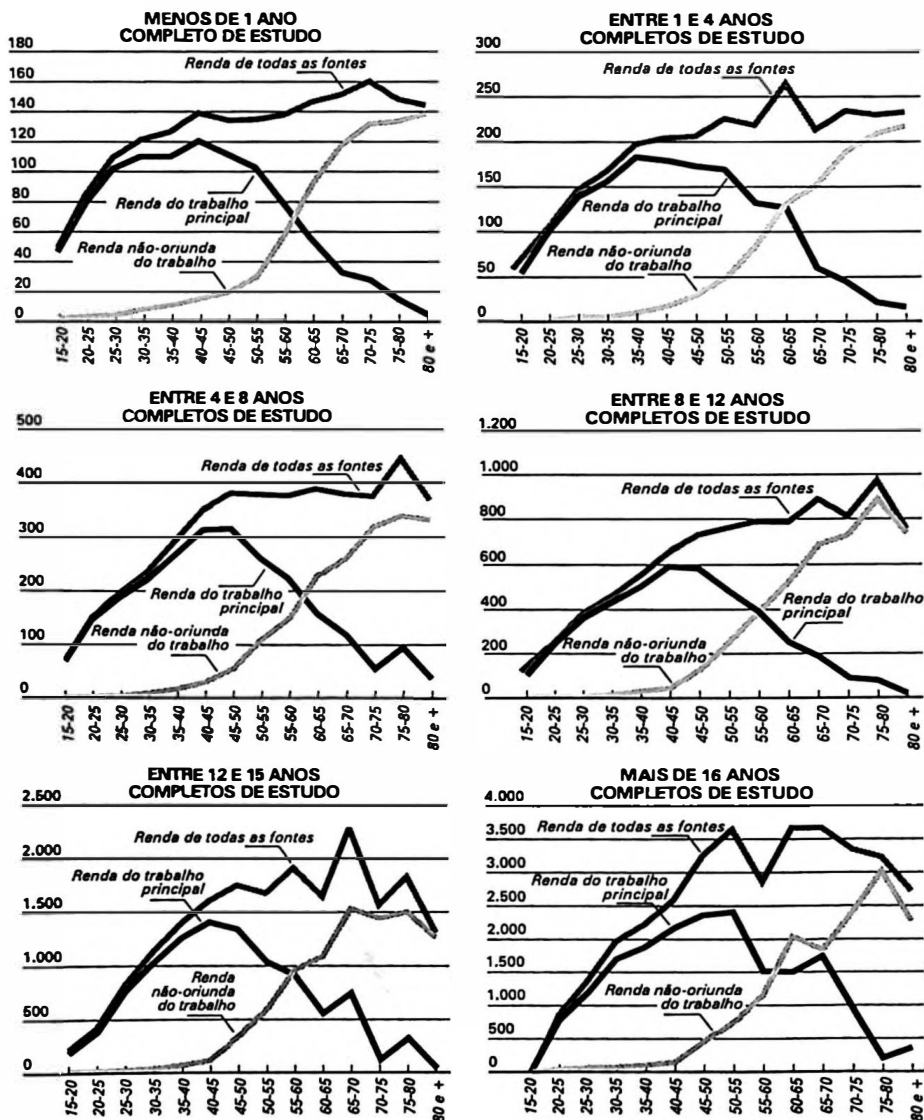 MENOS DE 1 ANO
COMPLETO DE ESTUDO
180
160
140
120
100
80
60
40
20
0
Renda de todas as fontes
Renda do trabalho
principal
Renda não-oriunda
do trabalho
15-20
20-25
25-30
30-35
35-40
40-45
45-50
50-55
55-60
60-65
65-70
70-75
75-80
80 e +
ENTRE 1 E 4 ANOS
COMPLETOS DE ESTUDO
300
250
200
150
100
50
0
Renda de todas as fontes
Renda do trabalho
principal
Renda não-oriunda
do trabalho
15-20
20-25
25-30
30-35
35-40
40-45
45-50
50-55
55-60
60-65
65-70
70-75
75-80
80 e +
ENTRE 4 E 8 ANOS
COMPLETOS DE ESTUDO
500
400
300
200
100
0
Renda de todas as fontes
Renda do trabalho
principal
Renda não-oriunda
do trabalho
15-20
20-25
25-30
30-35
35-40
40-45
45-50
50-55
55-60
60-65
65-70
70-75
75-80
80 e +
ENTRE 8 E 12 ANOS
COMPLETOS DE ESTUDO
1.200
1.000
800
600
400
200
0
Renda de todas as fontes
Renda do trabalho
principal
Renda não-oriunda
do trabalho
15-20
20-25
25-30
30-35
35-40
40-45
45-50
50-55
55-60
60-65
65-70
70-75
75-80
80 e +
ENTRE 12 E 15 ANOS
COMPLETOS DE ESTUDO
2.500
2.000
1.500
1.000
500
0
Renda de todas as fontes
Renda do trabalho
principal
Renda
não-oriunda
do trabalho
15-20
20-25
25-30
30-35
35-40
40-45
45-50
50-55
55-60
60-65
65-70
70-75
75-80
80 e +
MAIS DE 16 ANOS
COMPLETOS DE ESTUDO
4.000
3.500
3.000
2.500
2.000
1.500
1.000
500
0
Renda de todas as fontes
Renda do trabalho
principal
Renda não-oriunda
do trabalho
15-20
20-25
25-30
30-35
35-40
40-45
45-50
50-55
55-60
60-65
65-70
70-75
75-80
80 e +